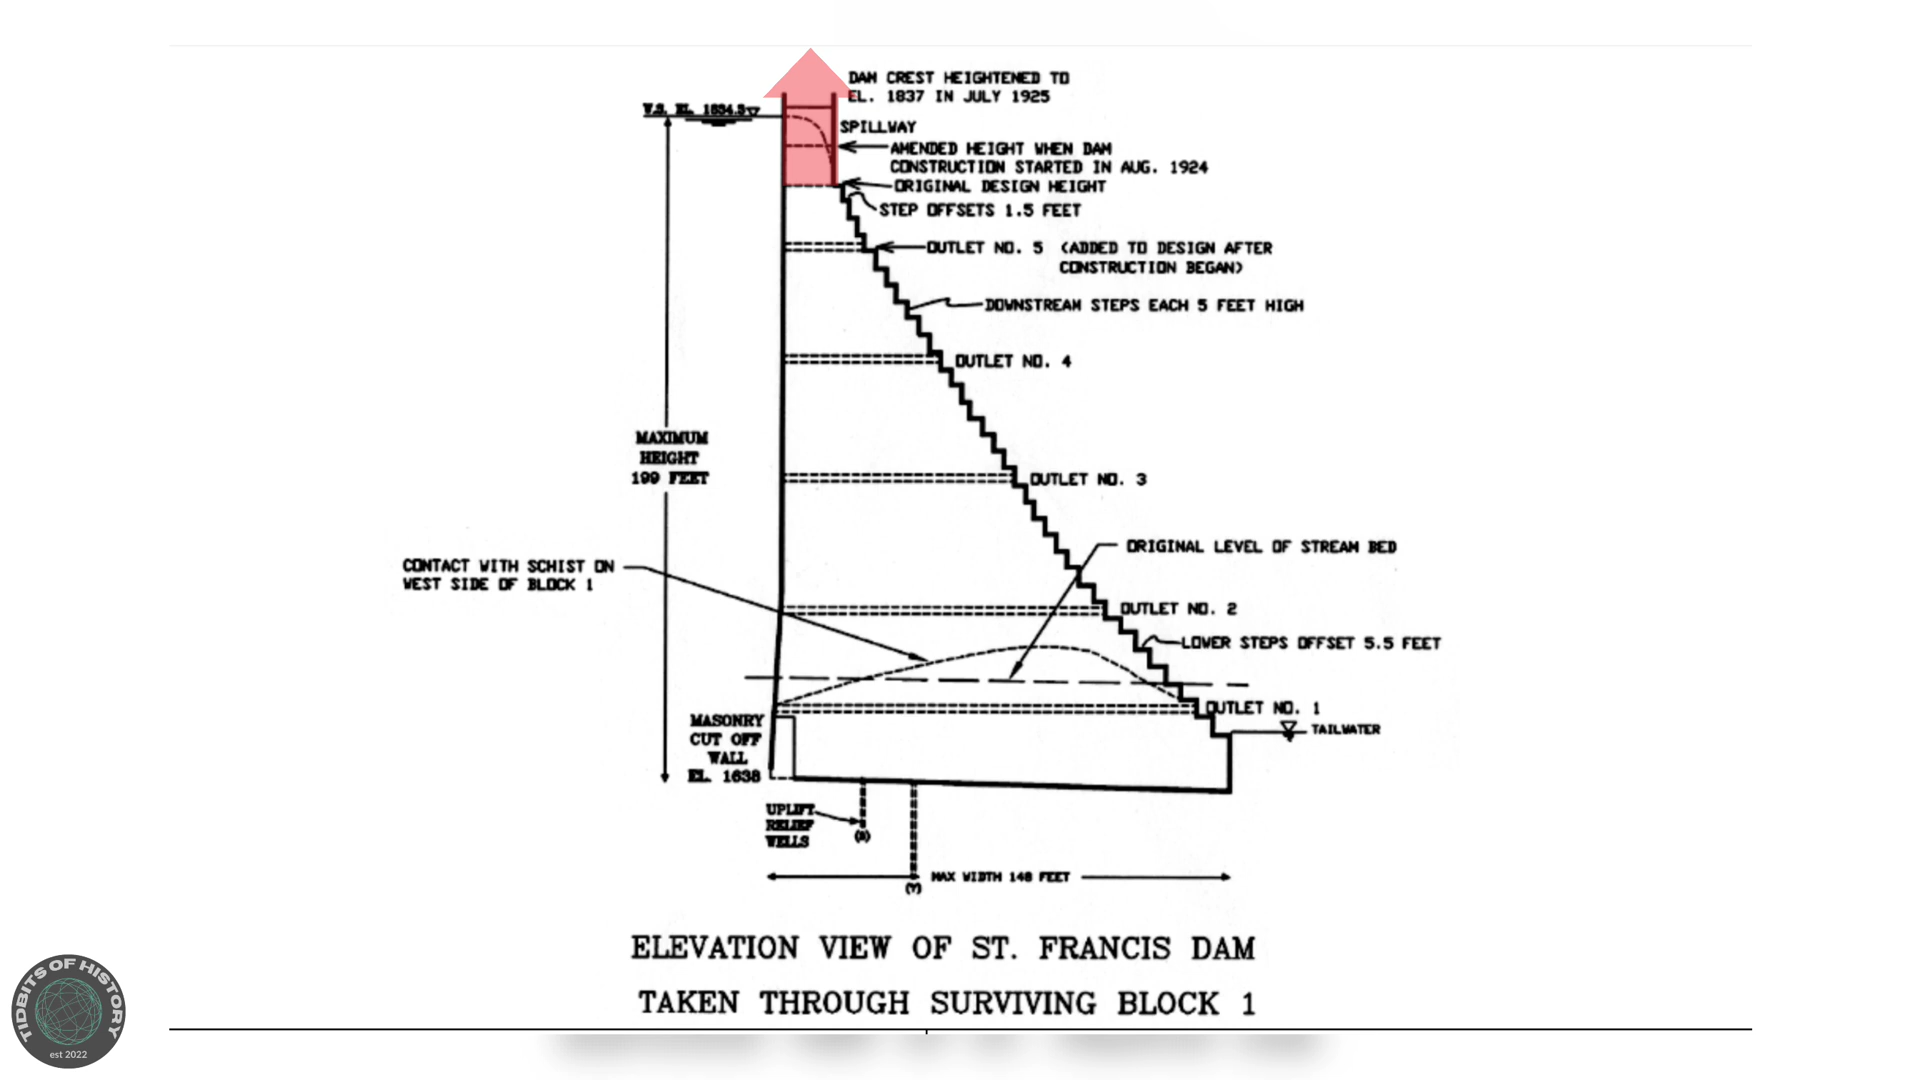 DAM CREST HEIGHTENED TO
EL. 1837 IN JULY 1925
W.S. EL. 1834.5
SPILLWAY
AMENDED HEIGHT WHEN DAM
CONSTRUCTION STARTED IN AUG. 1924
ORIGINAL DESIGN HEIGHT
STEP OFFSETS 1.5 FEET
OUTLET NO. 5 (ADDED TO DESIGN AFTER
CONSTRUCTION BEGAN)
DOWNSTREAM STEPS EACH 5 FEET HIGH
OUTLET NO. 4
MAXIMUM
HEIGHT
199 FEET
OUTLET NO. 3
ORIGINAL LEVEL OF STREAM BED
CONTACT WITH SCHIST ON
WEST SIDE OF BLOCK 1
OUTLET NO. 2
LOWER STEPS OFFSET 5.5 FEET
OUTLET NO. 1
MASONRY
CUT OFF
WALL
EL. 1638
TAILWATER
UPLIFT
RELIEF
WELLS
(8)
(3)
MAX WIDTH 148 FEET
ELEVATION VIEW OF ST. FRANCIS DAM
TAKEN THROUGH SURVIVING BLOCK 1
TIDBITS OF HISTORY
est 2022